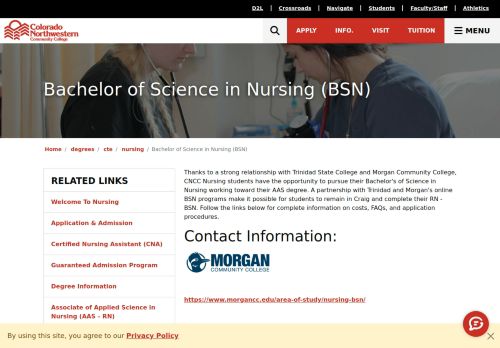 D2L | Crossroads | Navigate | Students | Faculty/Staff | Athletics
Colorado
Northwestern
Community College
APPLY INFO. VISIT TUITION MENU
Bachelor of Science in Nursing (BSN)
Home / degrees / cte / nursing / Bachelor of Science in Nursing (BSN)
RELATED LINKS
Welcome To Nursing
Application & Admission
Certified Nursing Assistant (CNA)
Guaranteed Admission Program
Degree Information
Associate of Applied Science in
Nursing (AAS - RN)
Thanks to a strong relationship with Trinidad State College and Morgan Community College,
CNCC Nursing students have the opportunity to pursue their Bachelor's of Science in
Nursing working toward their AAS degree. A partnership with Trinidad and Morgan's online
BSN programs make it possible for students to remain in Craig and complete their RN -
BSN. Follow the links below for complete information on costs, FAQs, and application
procedures.
Contact Information:
MORGAN
COMMUNITY COLLEGE
https://www.morgancc.edu/area-of-study/nursing-bsn/
By using this site, you agree to our Privacy Policy